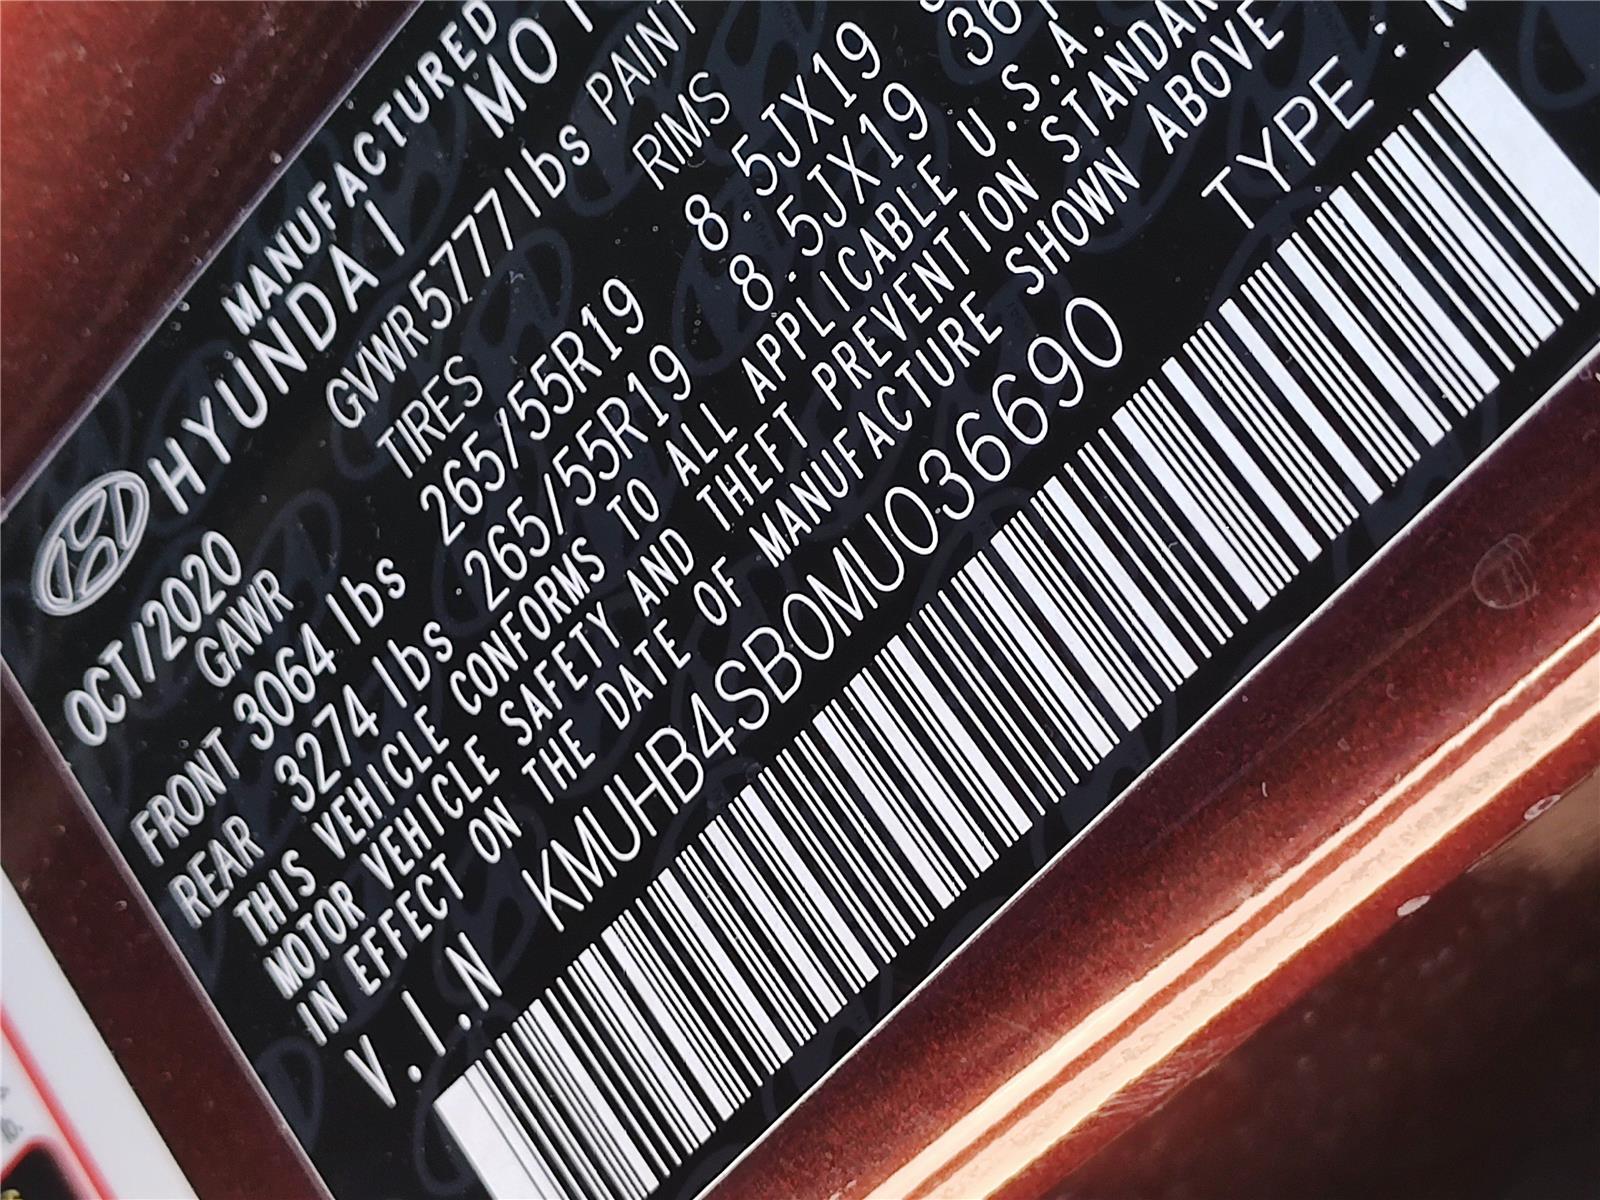 MANUFACTURED
HYUNDAI MO
OCT/2020 GVWR 5777 lbs PAINT
GAWR TIRES RIMS
FRONT 3064 lbs 265/55R19 8.5JX19
REAR 3274 lbs 265/55R19 8.5JX19 36
THIS VEHICLE CONFORMS TO ALL APPLICABLE U.S.A.
MOTOR VEHICLE SAFETY AND THEFT PREVENTION STANDAR
IN EFFECT ON THE DATE OF MANUFACTURE SHOWN ABOVE
V.I.N KMUHB4SB0MU036690 TYPE :